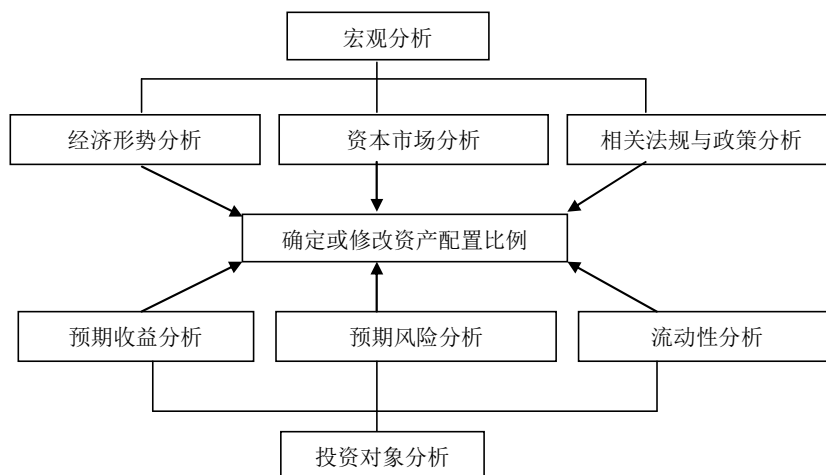 宏观分析
经济形势分析
资本市场分析
相关法规与政策分析
确定或修改资产配置比例
预期收益分析
预期风险分析
流动性分析
投资对象分析